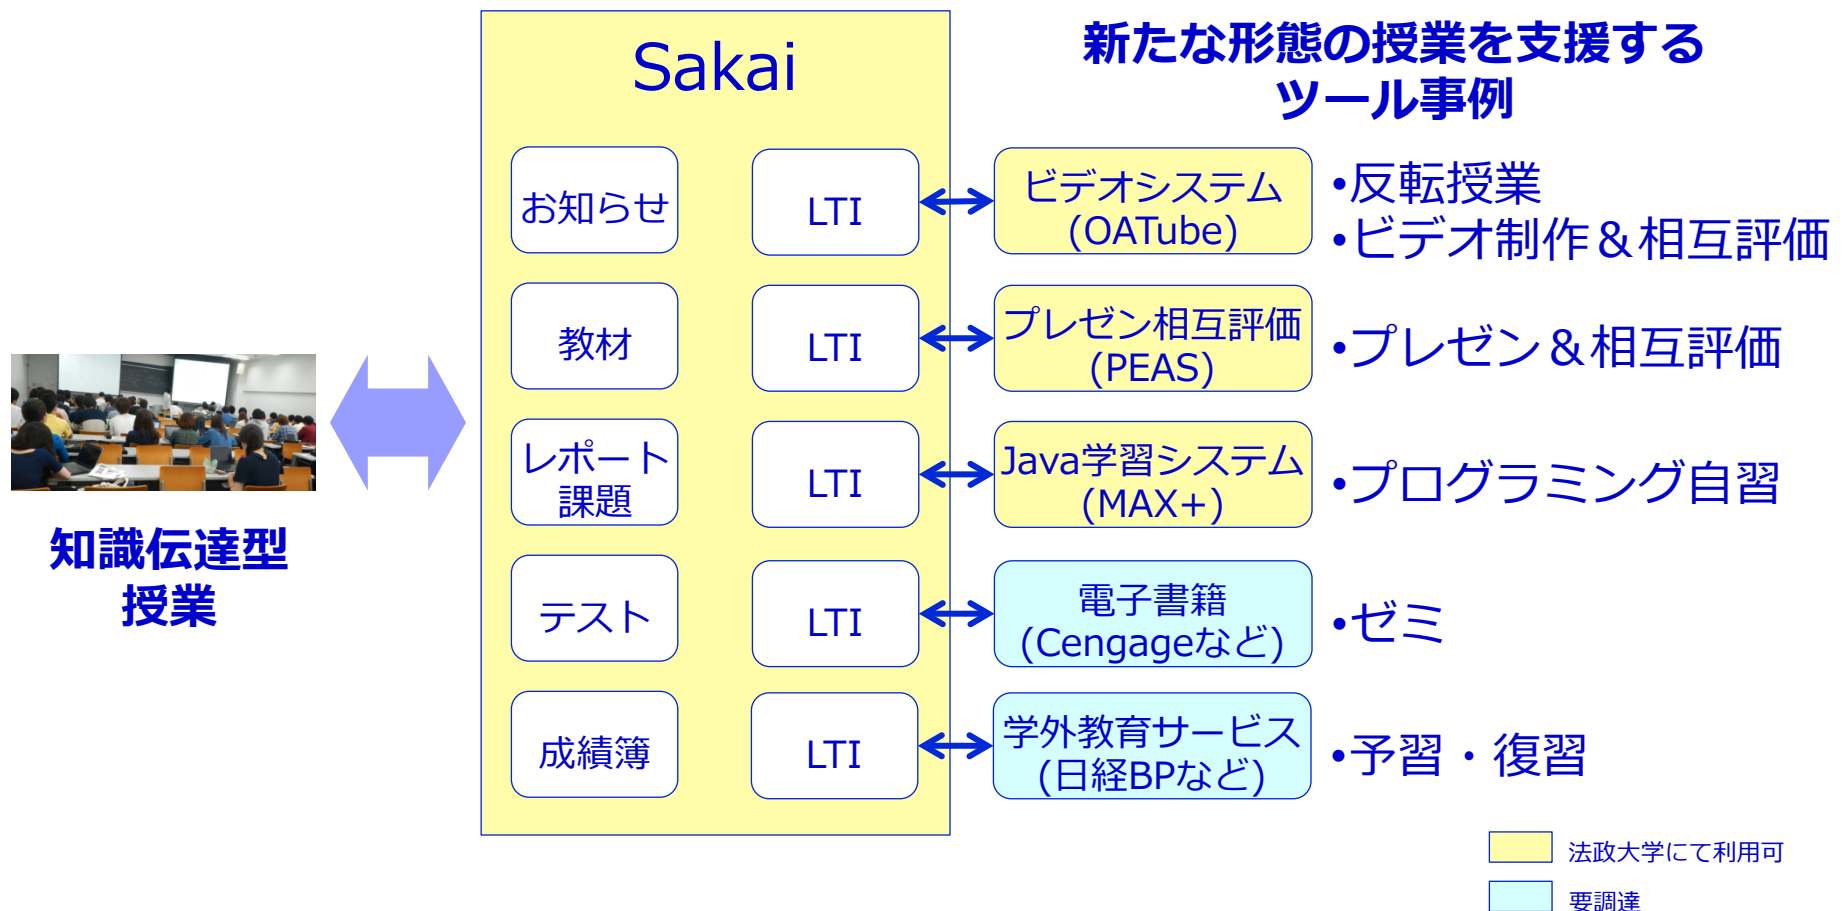 Sakai
新たな形態の授業を支援する
ツール事例
お知らせ
LTI
ビデオシステム
(OATube)
•反転授業
•ビデオ制作＆相互評価
教材
LTI
プレゼン相互評価
(PEAS)
•プレゼン＆相互評価
レポート
課題
LTI
Java学習システム
(MAX+)
•プログラミング自習
知識伝達型
授業
テスト
LTI
電子書籍
(Cengageなど)
•ゼミ
成績簿
LTI
学外教育サービス
(日経BPなど)
•予習・復習
法政大学にて利用可
要調達